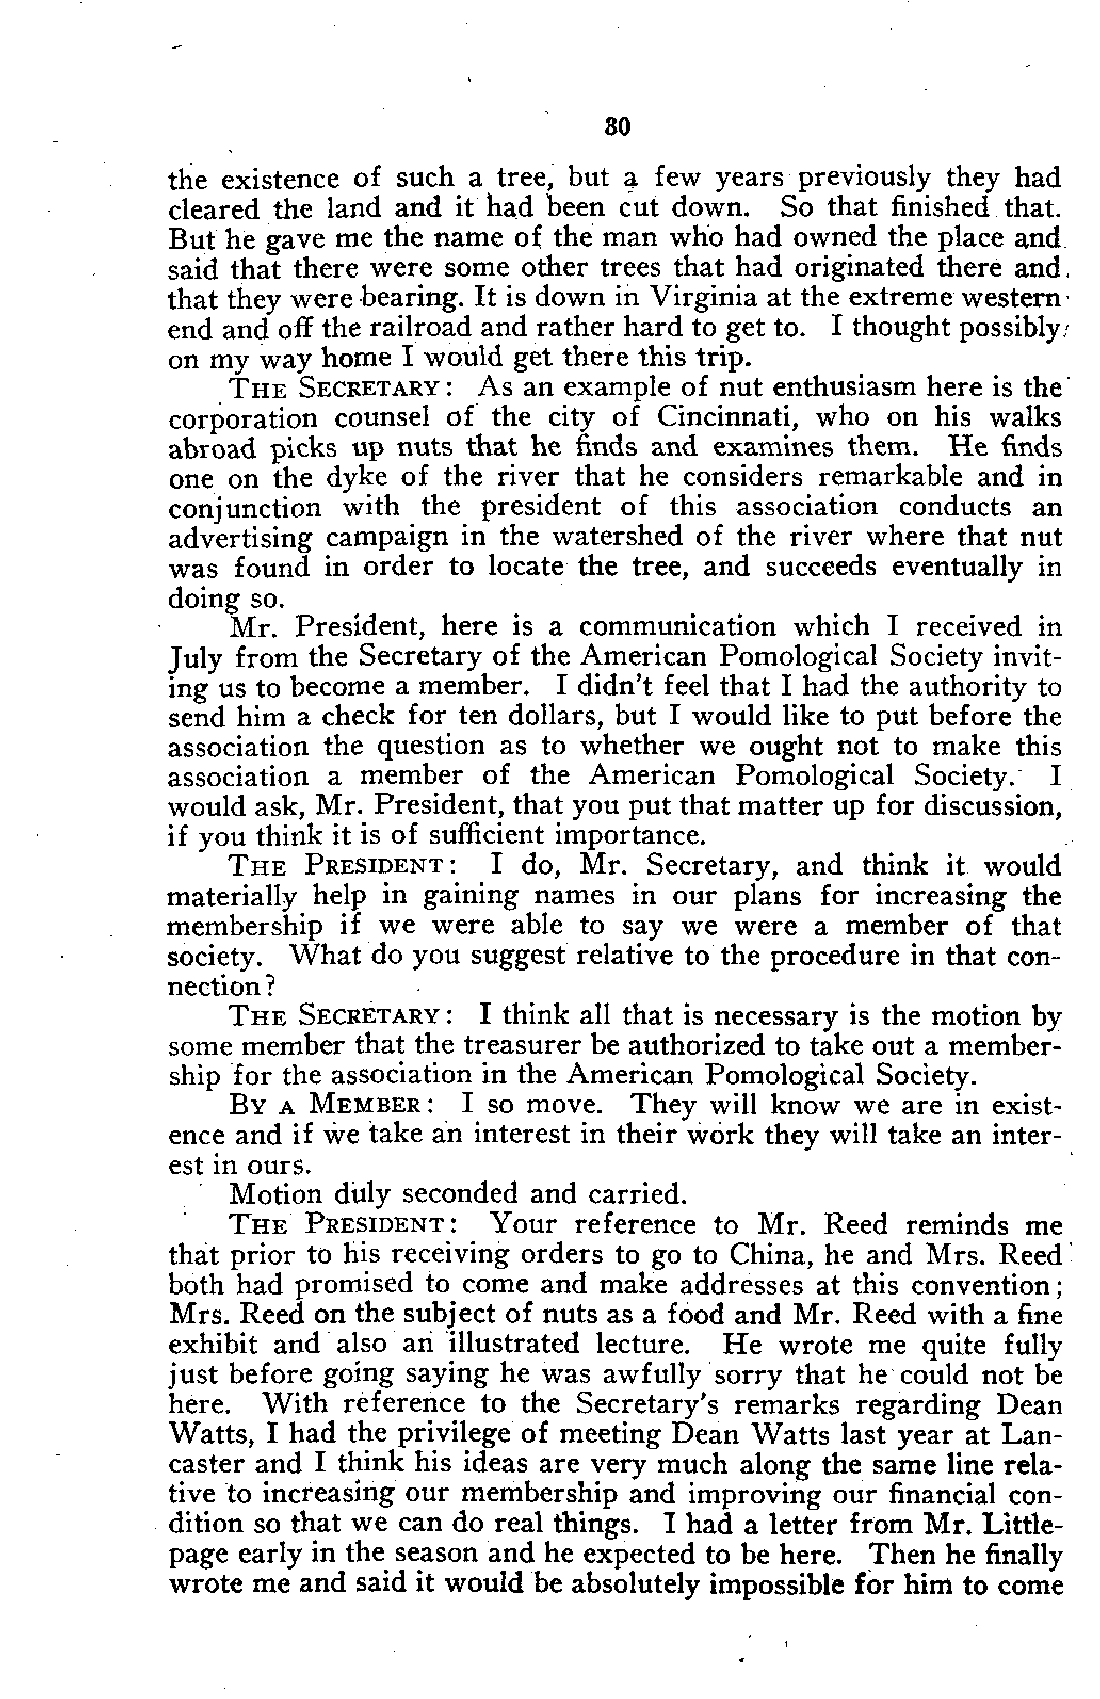 30
the existence of such a tree, but a few years previously they had
cleared the land and it had been cut down. So that finished that.
But he gave me the name of the man who had owned the place and
said that there were some other trees that had originated there and
that they were bearing. It is down in Virginia at the extreme western
end and off the railroad and rather hard to get to. I thought possibly
on my way home I would get there this trip.
THE SECRETARY: As an example of nut enthusiasm here is the
corporation counsel of the city of Cincinnati, who on his walks
abroad picks up nuts that he finds and examines them. He finds
one on the dyke of the river that he considers remarkable and in
conjunction with the president of this association conducts an
advertising campaign in the watershed of the river where that nut
was found in order to locate the tree, and succeeds eventually in
doing so.
Mr. President, here is a communication which I received in
July from the Secretary of the American Pomological Society invit-
ing us to become a member. I didn't feel that I had the authority to
send him a check for ten dollars, but I would like to put before the
association the question as to whether we ought not to make this
association a member of the American Pomological Society. I
would ask, Mr. President, that you put that matter up for discussion,
if you think it is of sufficient importance.
THE PRESIDENT: I do, Mr. Secretary, and think it would
materially help in gaining names in our plans for increasing the
membership if we were able to say we were a member of that
society. What do you suggest relative to the procedure in that con-
nection?
THE SECRETARY: I think all that is necessary is the motion by
some member that the treasurer be authorized to take out a member-
ship for the association in the American Pomological Society.
BY A MEMBER: I so move. They will know we are in exist-
ence and if we take an interest in their work they will take an inter-
est in ours.
Motion duly seconded and carried.
THE PRESIDENT: Your reference to Mr. Reed reminds me
that prior to his receiving orders to go to China, he and Mrs. Reed
both had promised to come and make addresses at this convention;
Mrs. Reed on the subject of nuts as a food and Mr. Reed with a fine
exhibit and also an illustrated lecture. He wrote me quite fully
just before going saying he was awfully sorry that he could not be
here. With reference to the Secretary's remarks regarding Dean
Watts, I had the privilege of meeting Dean Watts last year at Lan-
caster and I think his ideas are very much along the same line rela-
tive to increasing our membership and improving our financial con-
dition so that we can do real things. I had a letter from Mr. Little-
page early in the season and he expected to be here. Then he finally
wrote me and said it would be absolutely impossible for him to come